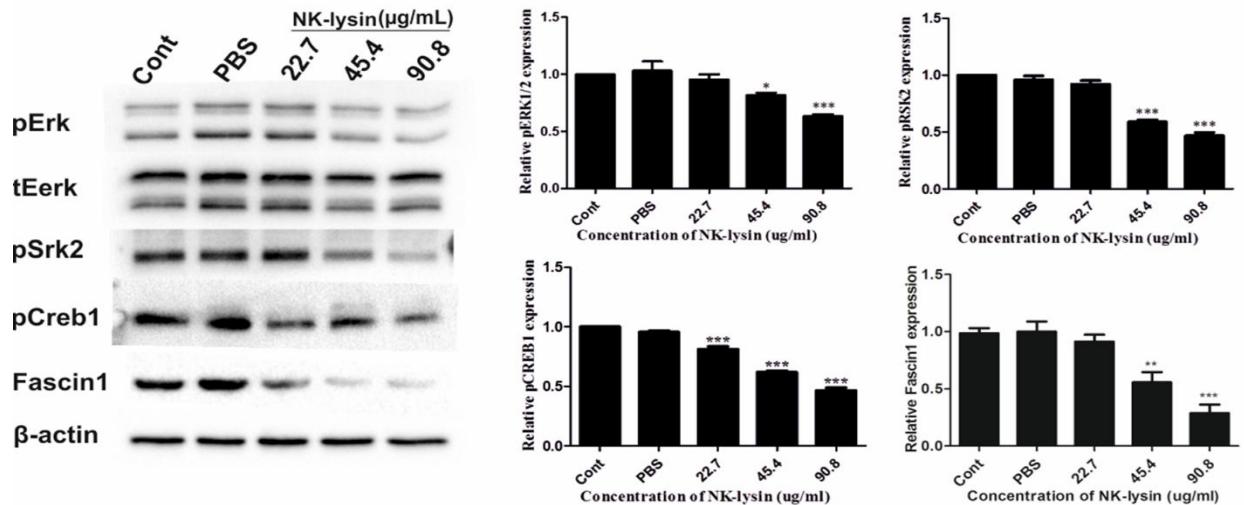 NK-lysin(μg/mL)
Cont PBS 22.7 45.4 90.8
pErk
tEerk
pSrk2
pCreb1
Fascin1
β-actin
Relative pERK1/2 expression
1.5
1.0
0.5
0.0
* ***
Cont PBS 22.7 45.4 90.8
Concentration of NK-lysin (ug/ml)
Relative pRSK2 expression
1.5
1.0
0.5
0.0
*** ***
Cont PBS 22.7 45.4 90.8
Concentration of NK-lysin (ug/ml)
Relative pCREB1 expression
1.5
1.0
0.5
0.0
*** *** ***
Cont PBS 22.7 45.4 90.8
Concentration of NK-lysin (ug/ml)
Relative Fascin1 expression
1.5
1.0
0.5
0.0
** ***
Cont PBS 22.7 45.4 90.8
Concentration of NK-lysin (ug/ml)